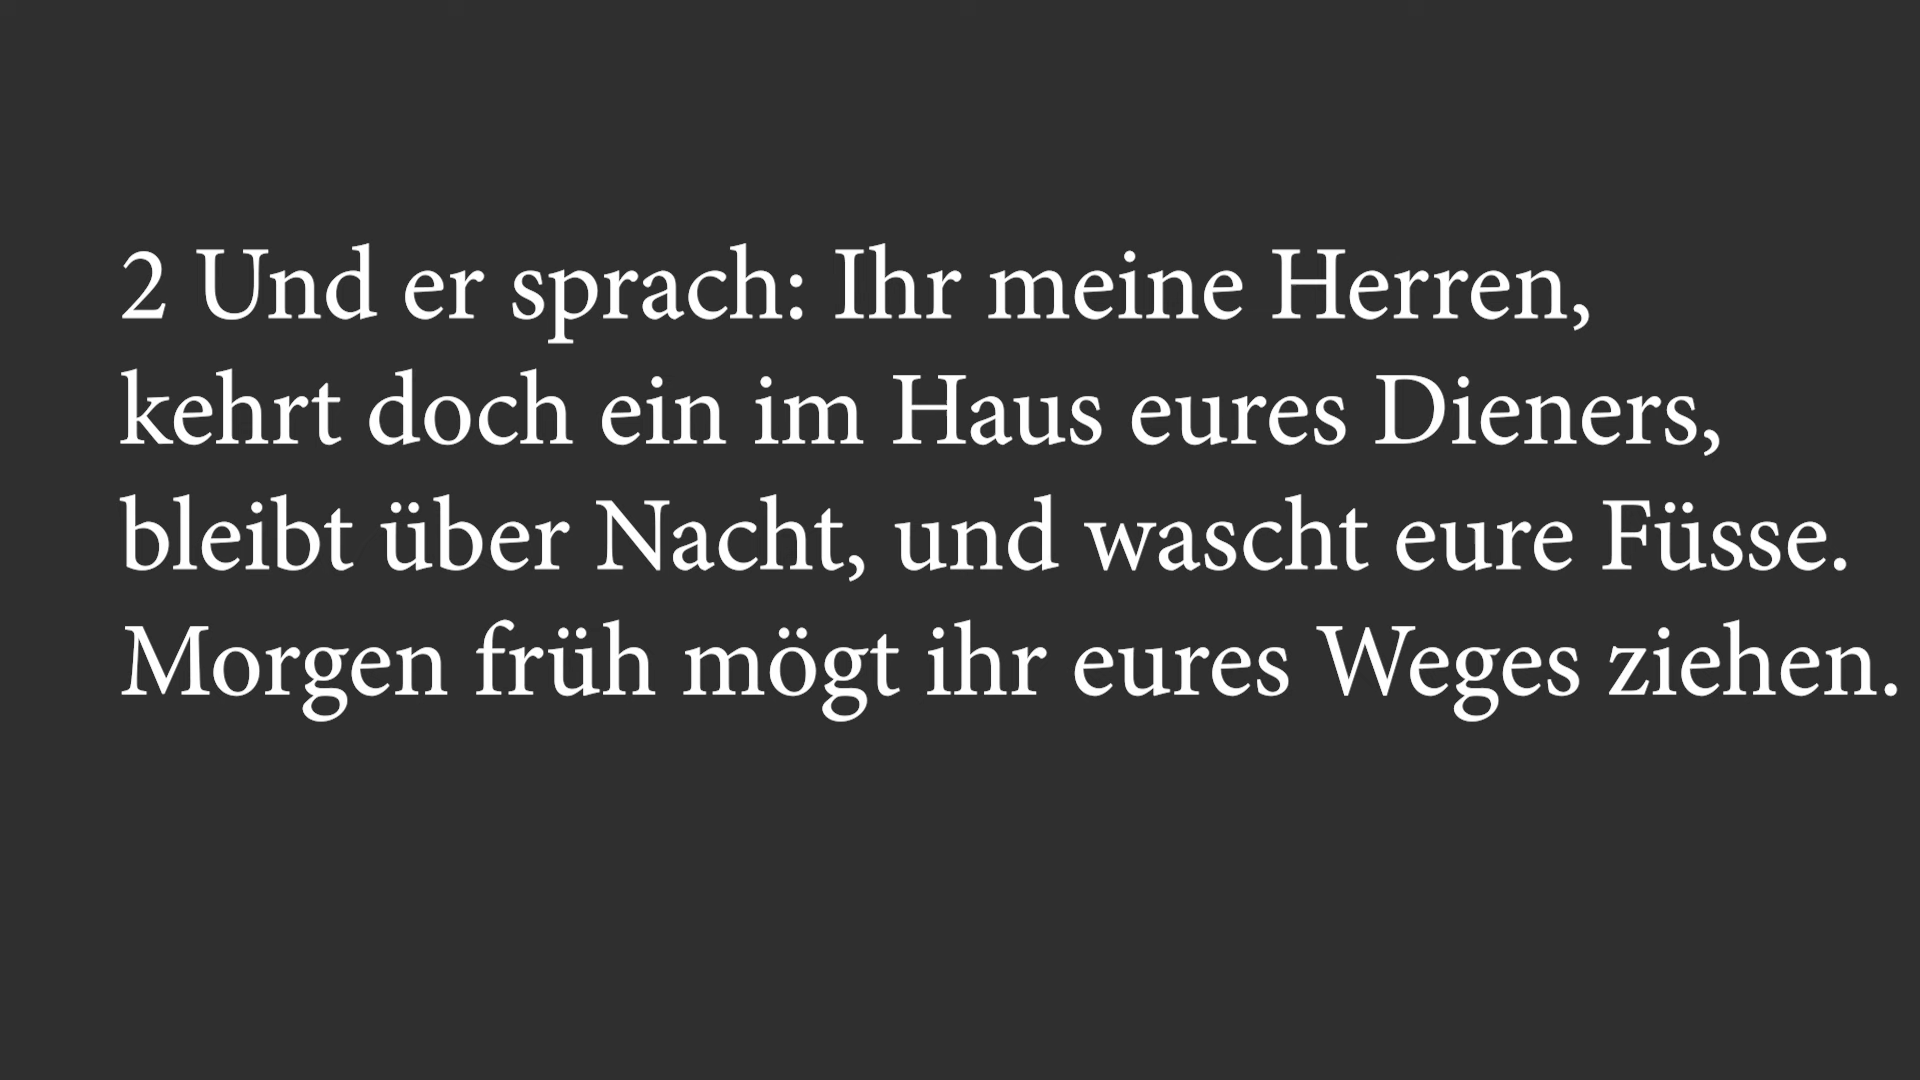 2 Und er sprach: Ihr meine Herren,
kehrt doch ein im Haus eures Dieners,
bleibt über Nacht, und wascht eure Füsse.
Morgen früh mögt ihr eures Weges ziehen.